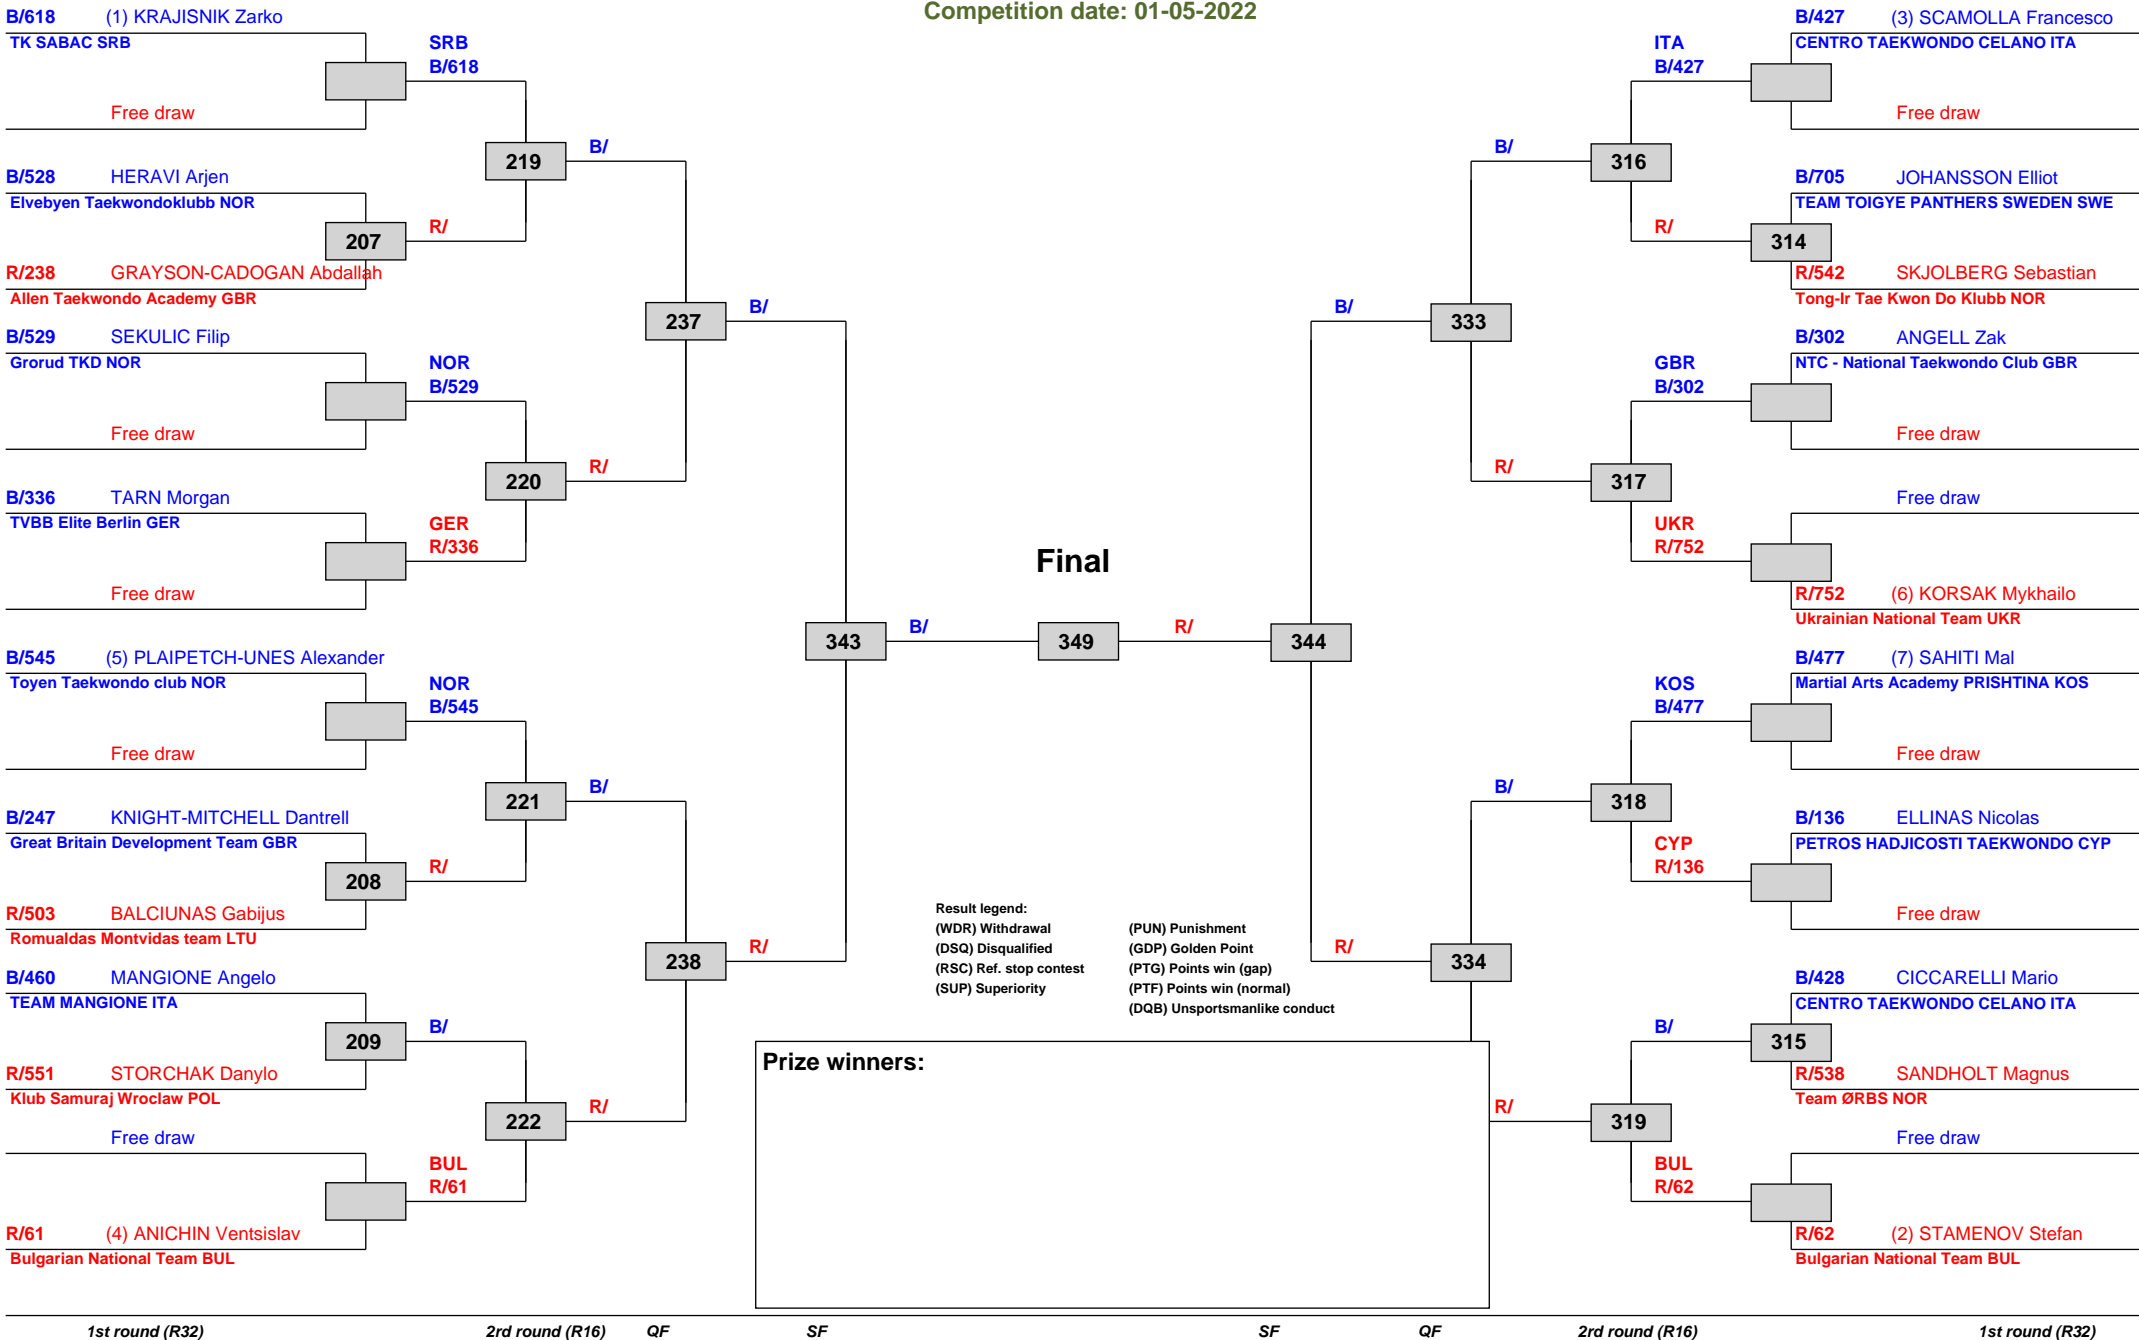 Competition date: 01-05-2022
B/618 (1) KRAJISNIK Zarko
TK SABAC SRB
SRB
B/618
Free draw
219
B/
B/528 HERAVI Arjen
Elvebyen Taekwondoklubb NOR
207
R/
R/238 GRAYSON-CADOGAN Abdallah
Allen Taekwondo Academy GBR
237
B/
B/529 SEKULIC Filip
Grorud TKD NOR
NOR
B/529
Free draw
220
R/
B/336 TARN Morgan
TVBB Elite Berlin GER
GER
R/336
Free draw
343
B/
B/545 (5) PLAIPETCH-UNES Alexander
Toyen Taekwondo club NOR
NOR
B/545
Free draw
221
B/
B/247 KNIGHT-MITCHELL Dantrell
Great Britain Development Team GBR
208
R/
R/503 BALCIUNAS Gabijus
Romualdas Montvidas team LTU
238
R/
B/460 MANGIONE Angelo
TEAM MANGIONE ITA
209
B/
R/551 STORCHAK Danylo
Klub Samuraj Wroclaw POL
222
R/
Free draw
BUL
R/61
R/61 (4) ANICHIN Ventsislav
Bulgarian National Team BUL
Final
349
R/
344
Result legend:
(WDR) Withdrawal
(DSQ) Disqualified
(RSC) Ref. stop contest
(SUP) Superiority
(PUN) Punishment
(GDP) Golden Point
(PTG) Points win (gap)
(PTF) Points win (normal)
(DQB) Unsportsmanlike conduct
Prize winners:
B/427 (3) SCAMOLLA Francesco
CENTRO TAEKWONDO CELANO ITA
ITA
B/427
Free draw
B/
316
B/705 JOHANSSON Elliot
TEAM TOIGYE PANTHERS SWEDEN SWE
R/
314
R/542 SKJOLBERG Sebastian
Tong-Ir Tae Kwon Do Klubb NOR
B/
333
B/302 ANGELL Zak
NTC - National Taekwondo Club GBR
GBR
B/302
Free draw
R/
317
Free draw
UKR
R/752
R/752 (6) KORSAK Mykhailo
Ukrainian National Team UKR
B/477 (7) SAHITI Mal
Martial Arts Academy PRISHTINA KOS
KOS
B/477
Free draw
B/
318
B/136 ELLINAS Nicolas
PETROS HADJICOSTI TAEKWONDO CYP
CYP
R/136
Free draw
R/
334
B/428 CICCARELLI Mario
CENTRO TAEKWONDO CELANO ITA
B/
315
R/538 SANDHOLT Magnus
Team ØRBS NOR
R/
319
Free draw
BUL
R/62
R/62 (2) STAMENOV Stefan
Bulgarian National Team BUL
1st round (R32) 2rd round (R16) QF SF SF QF 2rd round (R16) 1st round (R32)